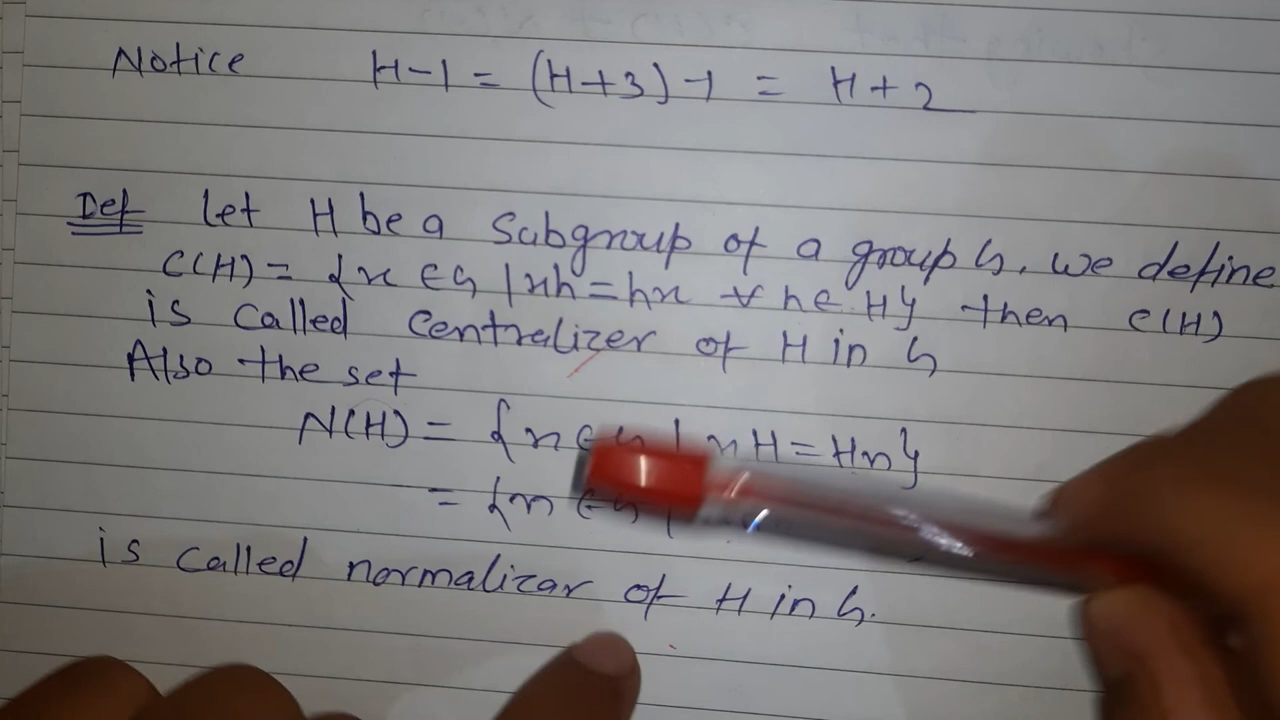 Notice H-1 = (H+3)-1 = H+2
Def Let H be a Subgroup of a group G. we define
C(H) = {x ∈ G | xh = hx ∀ h ∈ H} then C(H)
is called centralizer of H in G
Also the set
N(H) = {x ∈ G | xH = Hx}
= {x ∈ G |
is called normalizar of H in G.